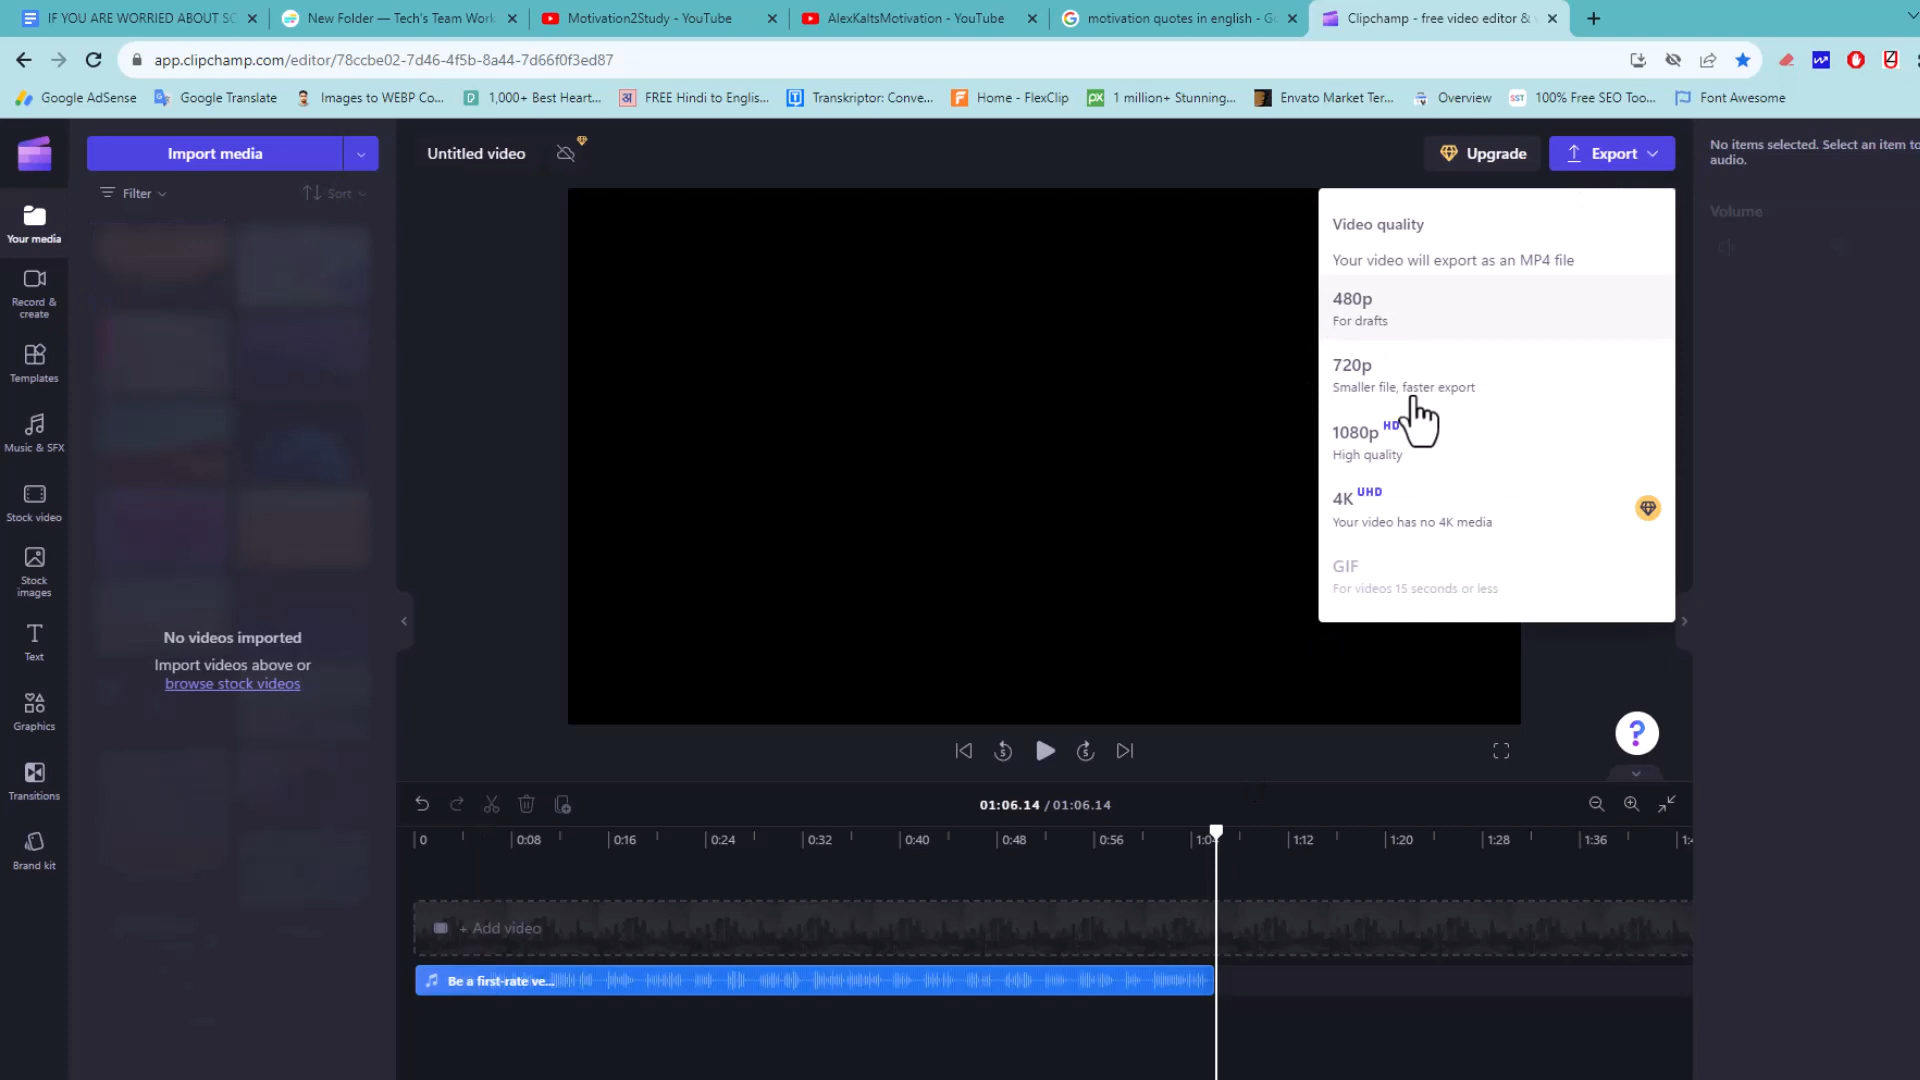 IF YOU ARE WORRIED ABOUT SC
New Folder — Tech's Team Work
Motivation2Study - YouTube
AlexKaltsMotivation - YouTube
motivation quotes in english - Go
Clipchamp - free video editor &
app.clipchamp.com/editor/78ccbe02-7d46-4f5b-8a44-7d66f0f3ed87
Google AdSense
Google Translate
Images to WEBP Co...
1,000+ Best Heart...
FREE Hindi to Englis...
Transkriptor: Conve...
Home - FlexClip
1 million+ Stunning...
Envato Market Ter...
Overview
100% Free SEO Too...
Font Awesome
Import media
Untitled video
Upgrade
Export
No items selected. Select an item to
audio.
Filter
Sort
Volume
Your media
Record &
create
Templates
Music & SFX
Stock video
Stock
images
Text
Graphics
Transitions
Brand kit
No videos imported
Import videos above or
browse stock videos
Video quality
Your video will export as an MP4 file
480p
For drafts
720p
Smaller file, faster export
1080p HD
High quality
4K UHD
Your video has no 4K media
GIF
For videos 15 seconds or less
5
5
?
01:06.14 / 01:06.14
0 0:08 0:16 0:24 0:32 0:40 0:48 0:56 1:04 1:12 1:20 1:28 1:36
+ Add video
Be a first-rate ve...